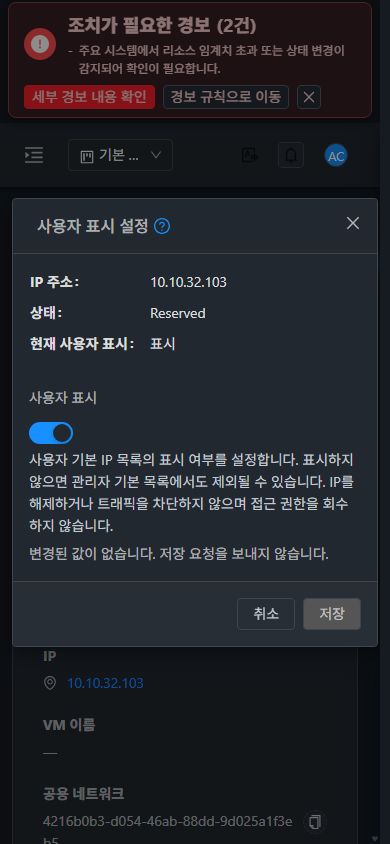 조치가 필요한 경보 (2건)
- 주요 시스템에서 리소스 임계치 초과 또는 상태 변경이
감지되어 확인이 필요합니다.
세부 경보 내용 확인
경보 규칙으로 이동
기본 ...
AC
사용자 표시 설정
IP 주소:
10.10.32.103
상태:
Reserved
현재 사용자 표시:
표시
사용자 표시
사용자 기본 IP 목록의 표시 여부를 설정합니다. 표시하지
않으면 관리자 기본 목록에서도 제외될 수 있습니다. IP를
해제하거나 트래픽을 차단하지 않으며 접근 권한을 회수
하지 않습니다.
변경된 값이 없습니다. 저장 요청을 보내지 않습니다.
취소
저장
IP
10.10.32.103
VM 이름
—
공용 네트워크
4216b0b3-d054-46ab-88dd-9d025a1f3e
b5